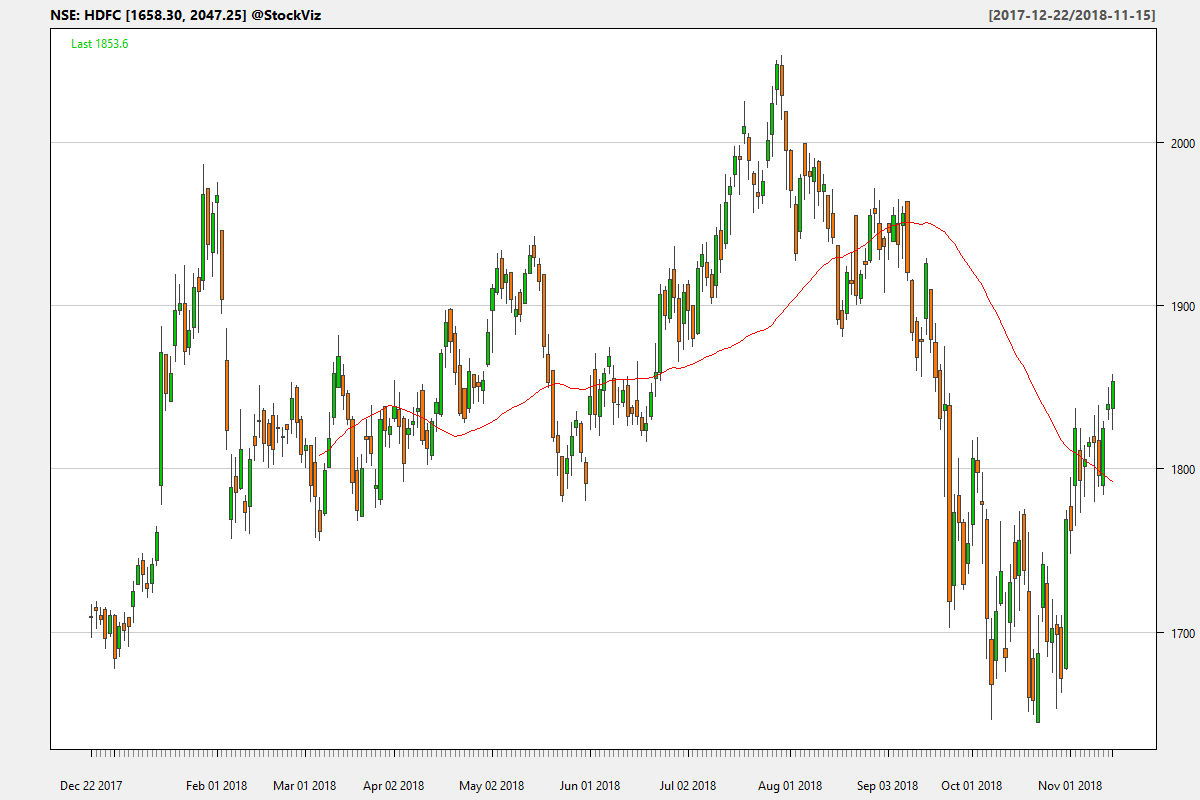 NSE: HDFC [1658.30, 2047.25] @StockViz [2017-12-22/2018-11-15]
Last 1853.6
2000
1900
1800
1700
Dec 22 2017 Feb 01 2018 Mar 01 2018 Apr 02 2018 May 02 2018 Jun 01 2018 Jul 02 2018 Aug 01 2018 Sep 03 2018 Oct 01 2018 Nov 01 2018